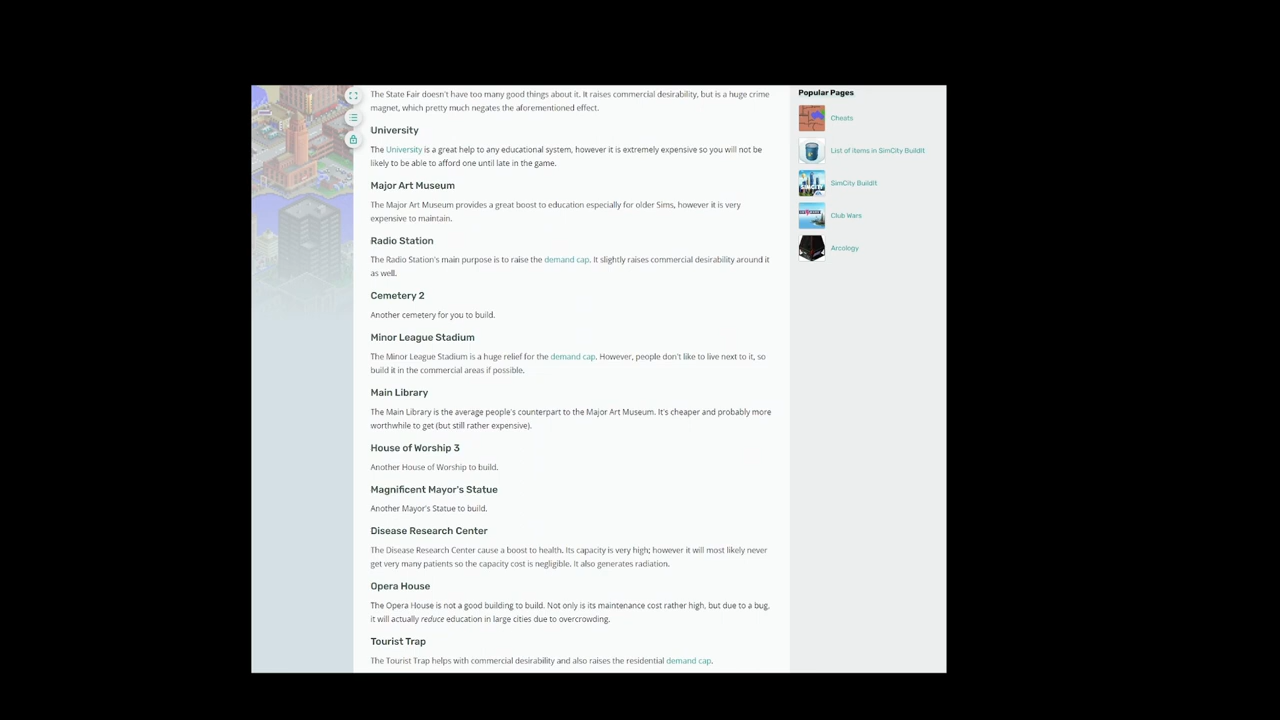 The State Fair doesn't have too many good things about it. It raises commercial desirability, but is a huge crime
magnet, which pretty much negates the aforementioned effect.
University
The University is a great help to any educational system, however it is extremely expensive so you will not be
likely to be able to afford one until late in the game.
Major Art Museum
The Major Art Museum provides a great boost to education especially for older Sims, however it is very
expensive to maintain.
Radio Station
The Radio Station's main purpose is to raise the demand cap. It slightly raises commercial desirability around it
as well.
Cemetery 2
Another cemetery for you to build.
Minor League Stadium
The Minor League Stadium is a huge relief for the demand cap. However, people don't like to live next to it, so
build it in the commercial areas if possible.
Main Library
The Main Library is the average people's counterpart to the Major Art Museum. It's cheaper and probably more
worthwhile to get (but still rather expensive).
House of Worship 3
Another House of Worship to build.
Magnificent Mayor's Statue
Another Mayor's Statue to build.
Disease Research Center
The Disease Research Center cause a boost to health. Its capacity is very high; however it will most likely never
get very many patients so the capacity cost is negligible. It also generates radiation.
Opera House
The Opera House is not a good building to build. Not only is its maintenance cost rather high, but due to a bug,
it will actually reduce education in large cities due to overcrowding.
Tourist Trap
The Tourist Trap helps with commercial desirability and also raises the residential demand cap.
Popular Pages
Cheats
List of items in SimCity BuildIt
SimCity BuildIt
Club Wars
Arcology